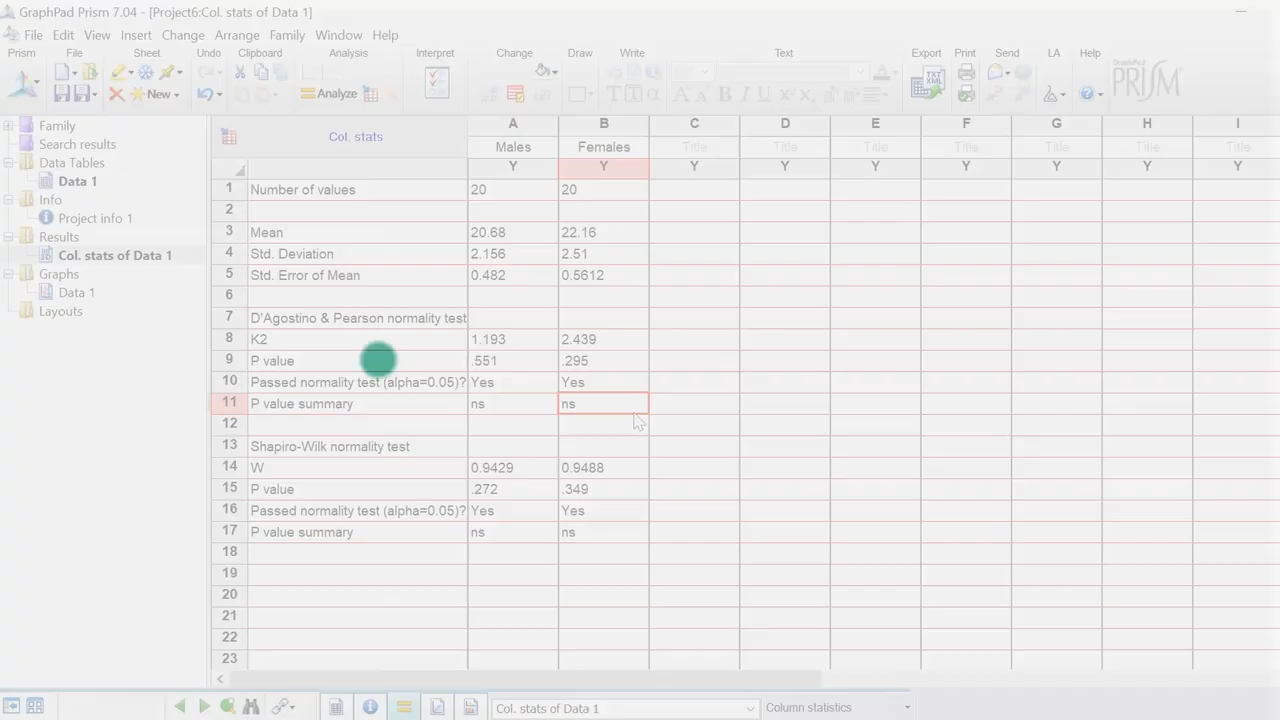 GraphPad Prism 7.04 - [Project6:Col. stats of Data 1]
File Edit View Insert Change Arrange Family Window Help
Prism File Sheet Undo Clipboard Analysis Interpret Change Draw Write Text Export Print Send LA Help
New Analyze GraphPad PRISM
Family
Search results
Data Tables
Data 1
Info
Project info 1
Results
Col. stats of Data 1
Graphs
Data 1
Layouts
Col. stats A B C D E F G H I
Males Females Title Title Title Title Title Title Title
Y Y Y Y Y Y Y Y Y
1 Number of values 20 20
2
3 Mean 20.68 22.16
4 Std. Deviation 2.156 2.51
5 Std. Error of Mean 0.482 0.5612
6
7 D'Agostino & Pearson normality test
8 K2 1.193 2.439
9 P value .551 .295
10 Passed normality test (alpha=0.05)? Yes Yes
11 P value summary ns ns
12
13 Shapiro-Wilk normality test
14 W 0.9429 0.9488
15 P value .272 .349
16 Passed normality test (alpha=0.05)? Yes Yes
17 P value summary ns ns
18
19
20
21
22
23
Col. stats of Data 1 Column statistics